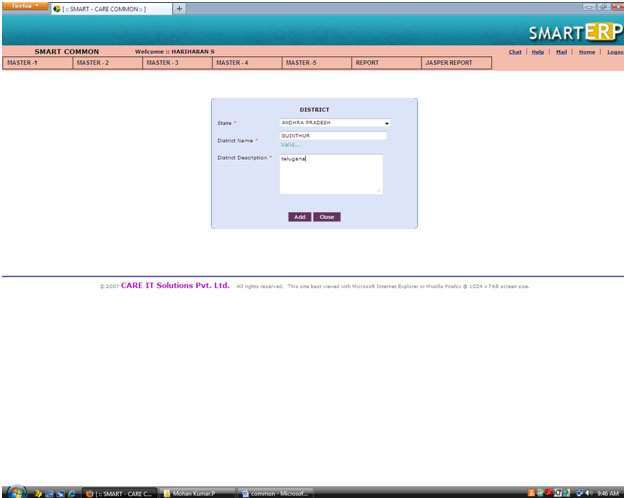 Firefox
[ :: SMART - CARE COMMON :: ]
SMARTERP
SMART COMMON Welcome :: HARIHARAN S Chat | Help | Mail | Home | Logou
MASTER -1 MASTER - 2 MASTER - 3 MASTER - 4 MASTER -5 REPORT JASPER REPORT
DISTRICT
State * ANDHRA PRADESH
District Name * GUINTHUR
Valid...
District Description * telugana
Add Close
© 2007 CARE IT Solutions Pvt. Ltd. All rights reserved. This site best viewed with Microsoft Internet Explorer or Mozilla Firefox @ 1024 x 768 screen size.
[ :: SMART - CARE C... Mohan Kumar.P common - Microsof... 9:46 AM